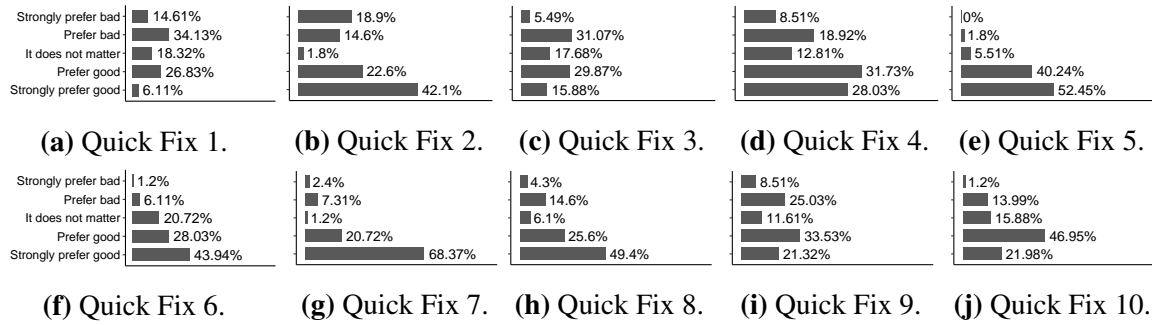 Strongly prefer bad 14.61% 18.9% 5.49% 8.51% 0%
Prefer bad 34.13% 14.6% 31.07% 18.92% 1.8%
It does not matter 18.32% 1.8% 17.68% 12.81% 5.51%
Prefer good 26.83% 22.6% 29.87% 31.73% 40.24%
Strongly prefer good 6.11% 42.1% 15.88% 28.03% 52.45%
(a) Quick Fix 1. (b) Quick Fix 2. (c) Quick Fix 3. (d) Quick Fix 4. (e) Quick Fix 5.
Strongly prefer bad 1.2% 2.4% 4.3% 8.51% 1.2%
Prefer bad 6.11% 7.31% 14.6% 25.03% 13.99%
It does not matter 20.72% 1.2% 6.1% 11.61% 15.88%
Prefer good 28.03% 20.72% 25.6% 33.53% 46.95%
Strongly prefer good 43.94% 68.37% 49.4% 21.32% 21.98%
(f) Quick Fix 6. (g) Quick Fix 7. (h) Quick Fix 8. (i) Quick Fix 9. (j) Quick Fix 10.